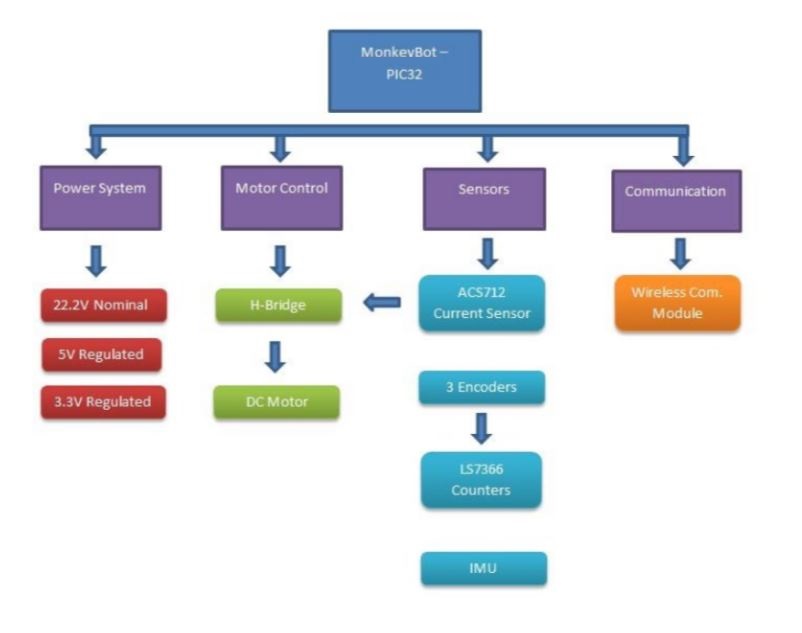 MonkevBot –
PIC32
Power System
Motor Control
Sensors
Communication
22.2V Nominal
H-Bridge
ACS712
Current Sensor
Wireless Com.
Module
5V Regulated
3.3V Regulated
DC Motor
3 Encoders
LS7366
Counters
IMU